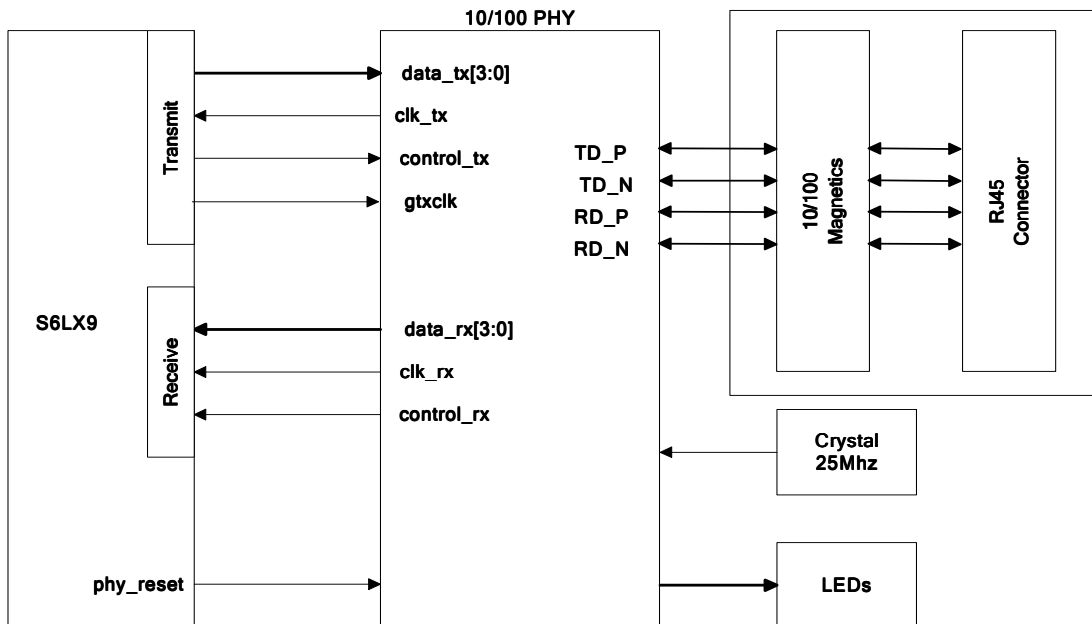 10/100 PHY
S6LX9
Transmit
data_tx[3:0]
clk_tx
control_tx
gtxclk
Receive
data_rx[3:0]
clk_rx
control_rx
phy_reset
TD_P
TD_N
RD_P
RD_N
10/100
Magnetics
RJ45
Connector
Crystal
25Mhz
LEDs